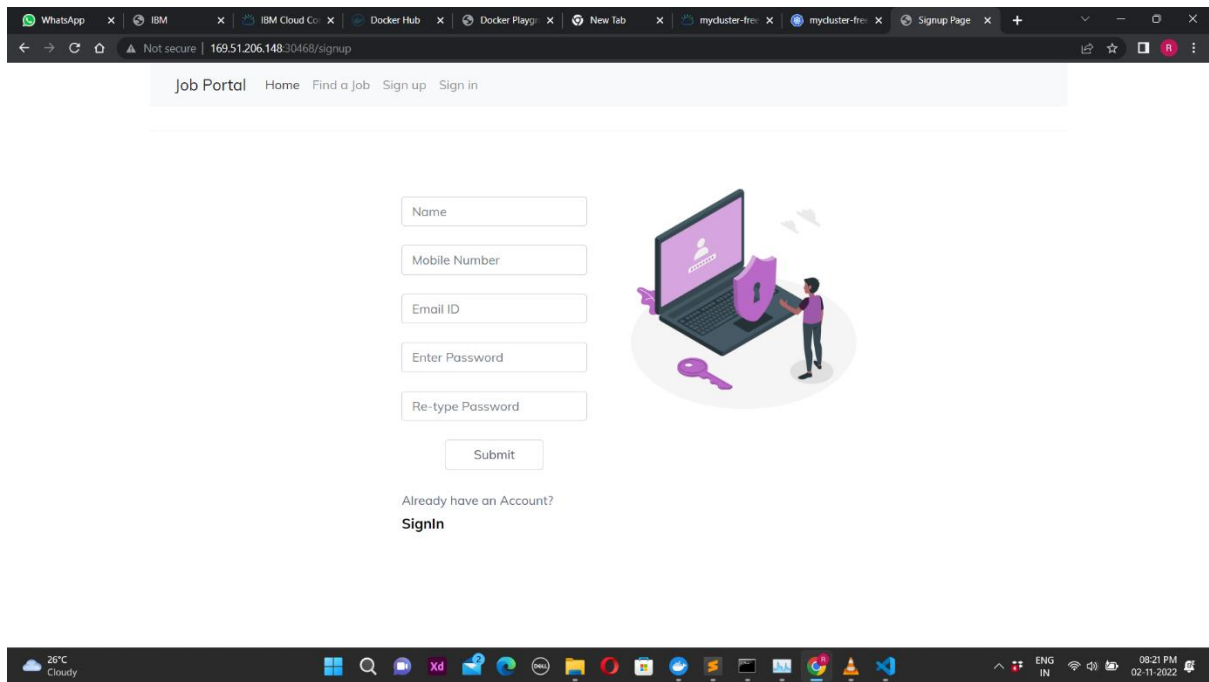 WhatsApp IBM IBM Cloud Co Docker Hub Docker Playgr New Tab mycluster-free mycluster-free Signup Page
Not secure 169.51.206.148:30468/signup R
Job Portal Home Find a Job Sign up Sign in
Name
Mobile Number
Email ID
Enter Password
Re-type Password
Submit
Already have an Account?
SignIn
26°C
Cloudy
Xd 2 DELL
ENG
IN
08:21 PM
02-11-2022